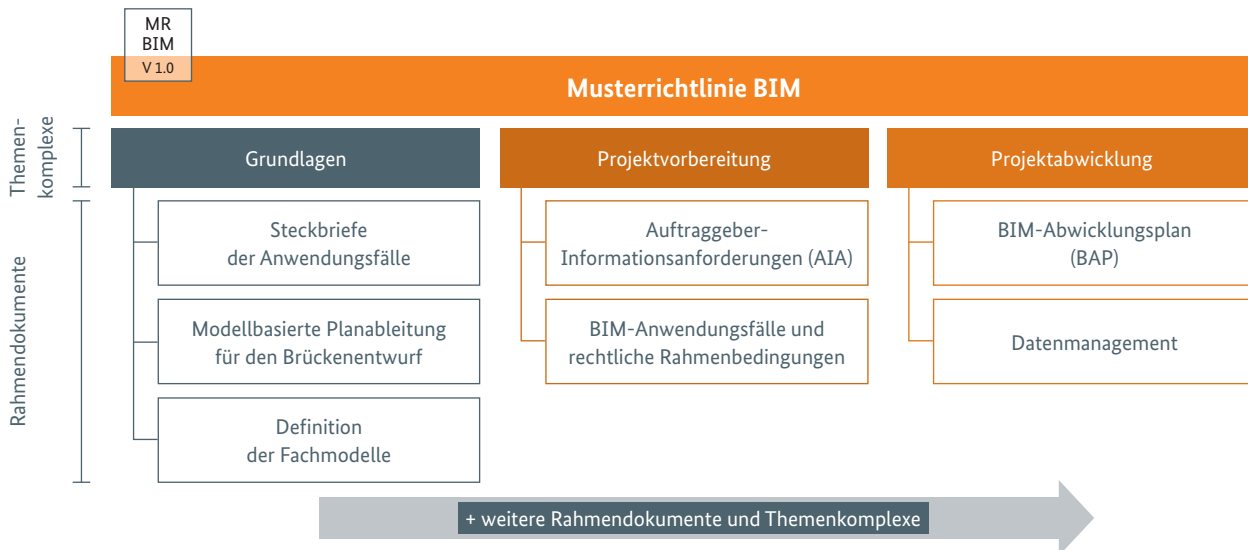 MR
BIM
V 1.0
Musterrichtlinie BIM
Themen-
komplexe
Grundlagen
Projektvorbereitung
Projektabwicklung
Rahmendokumente
Steckbriefe
der Anwendungsfälle
Modellbasierte Planableitung
für den Brückenentwurf
Definition
der Fachmodelle
Auftraggeber-
Informationsanforderungen (AIA)
BIM-Anwendungsfälle und
rechtliche Rahmenbedingungen
BIM-Abwicklungsplan
(BAP)
Datenmanagement
+ weitere Rahmendokumente und Themenkomplexe